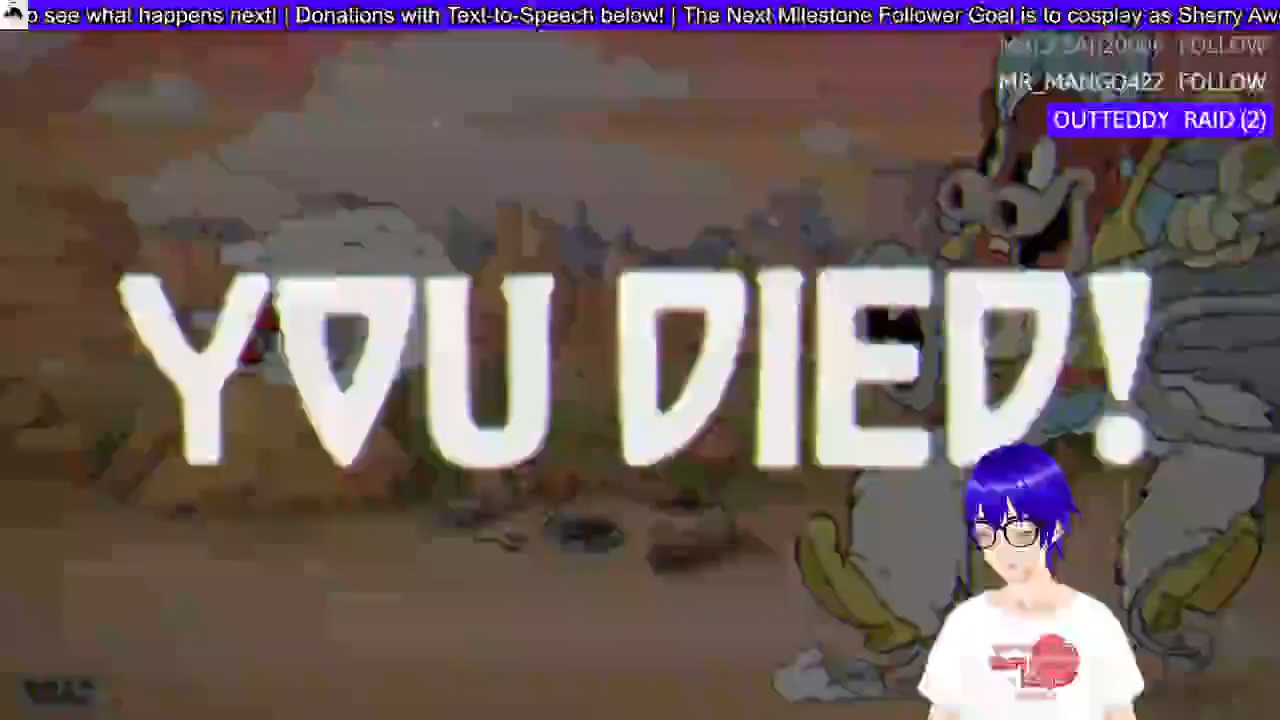 o see what happens next! | Donations with Text-to-Speech below! | The Next Milestone Follower Goal is to cosplay as Sherry Aw
FOLLOW
MR_MANGO422 FOLLOW
OUTTEDDY RAID (2)
YOU DIED!